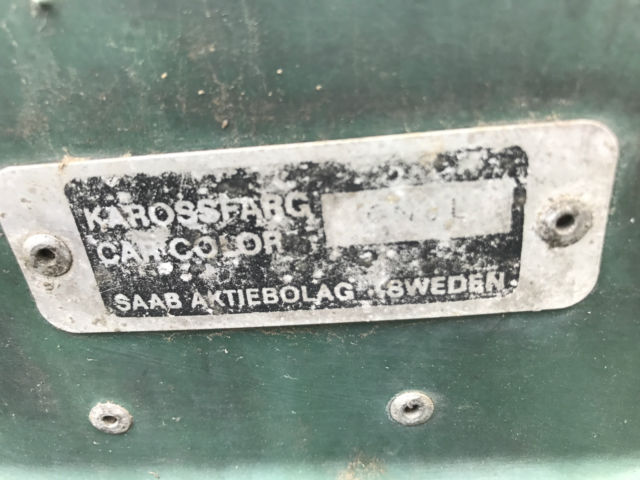 KAROSSFÄRG
CAR COLOR
SAAB AKTIEBOLAG SWEDEN